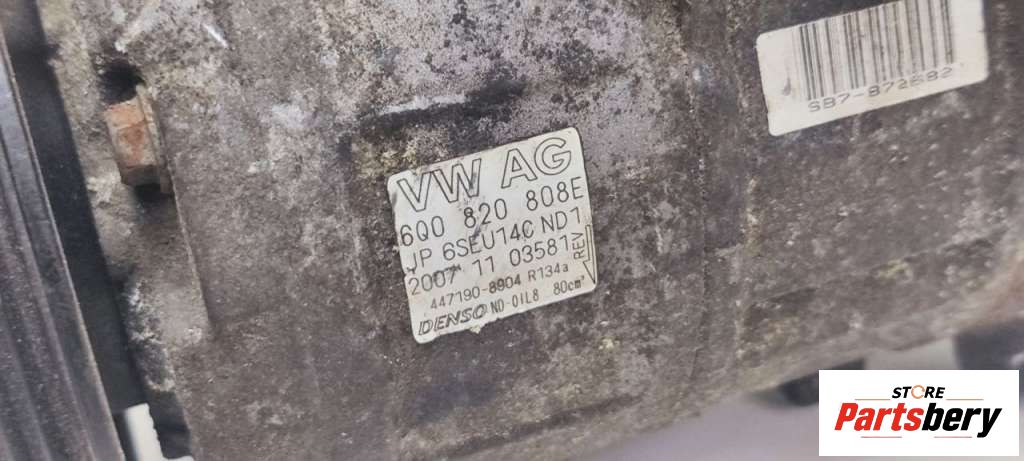 VW AG
6Q0 820 808E
JP 6SEU14C ND1
2007 11 03581 REV
447190-8904 R134a
DENSO ND-OIL8 80cm³
SB7-872682
STORE
Partsbery